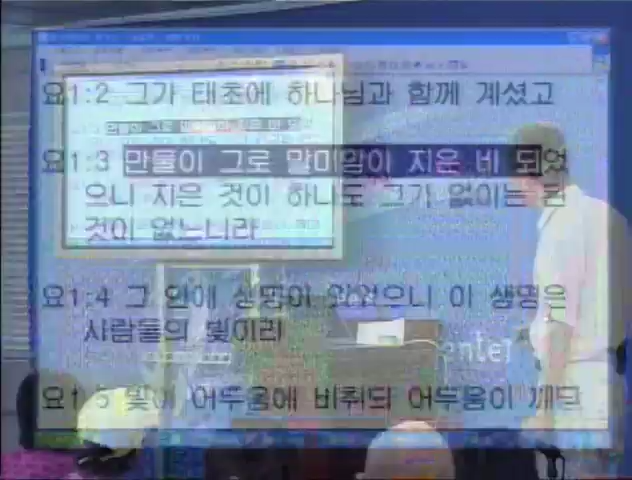 요1:2 그가 태초에 하나님과 함께 계셨고
요1:3 만물이 그로 말미암아 지은 바 되었
으니 지은 것이 하나도 그가 없이는 된
것이 없느니라
요1:4 그 안에 생명이 있었으니 이 생명은
사람들의 빛이라
요1:5 빛이 어두움에 비취되 어두움이 깨닫
enter